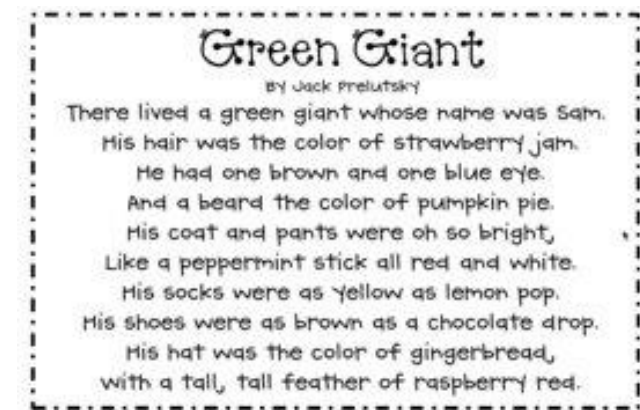 Green Giant
BY Jack Prelutsky
There lived a green giant whose name was Sam.
His hair was the color of strawberry jam.
He had one brown and one blue eye.
And a beard the color of pumpkin pie.
His coat and pants were oh so bright,
Like a peppermint stick all red and white.
His socks were as yellow as lemon pop.
His shoes were as brown as a chocolate drop.
His hat was the color of gingerbread,
with a tall, tall feather of raspberry red.